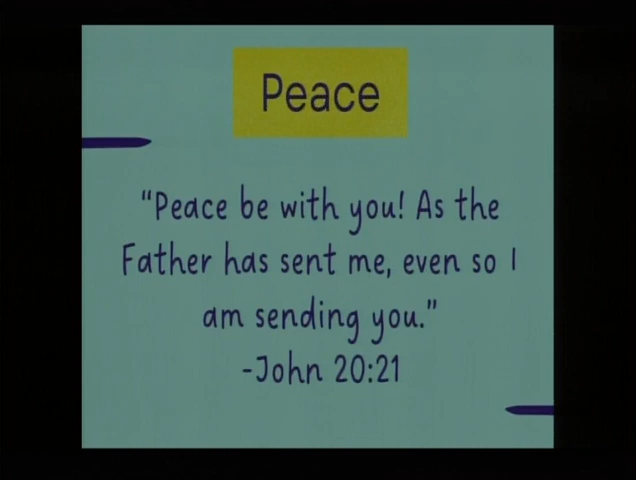 Peace
"Peace be with you! As the
Father has sent me, even so I
am sending you."
-John 20:21